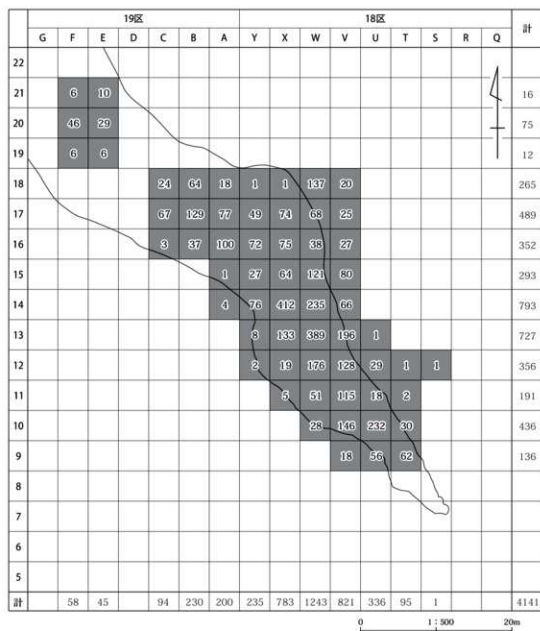 19区 18区 計
G F E D C B A Y X W V U T S R Q
22
21 6 10 16
20 46 29 75
19 6 6 12
18 24 64 18 1 1 137 20 265
17 67 129 77 49 74 68 25 489
16 3 37 100 72 75 38 27 352
15 1 27 64 121 80 293
14 4 76 412 235 66 793
13 8 133 389 196 1 727
12 2 19 176 128 29 1 1 356
11 5 51 115 18 2 191
10 28 146 232 30 436
9 18 56 62 136
8
7
6
5
計 58 45 94 230 200 235 783 1243 821 336 95 1 4141
0 1:500 20m